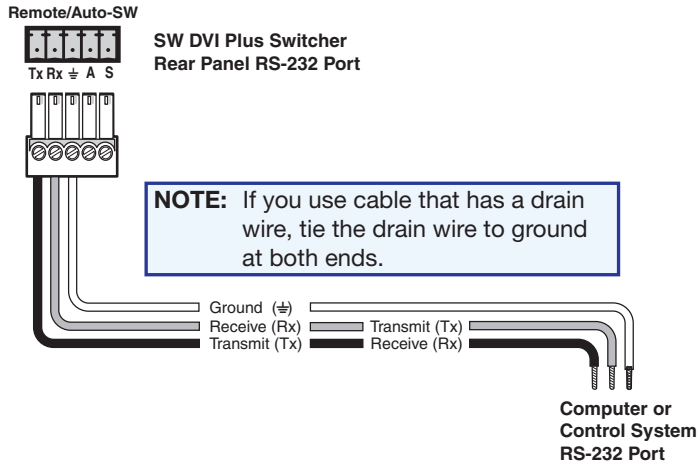 Remote/Auto-SW
SW DVI Plus Switcher
Rear Panel RS-232 Port
Tx Rx ⏚ A S
NOTE: If you use cable that has a drain
wire, tie the drain wire to ground
at both ends.
Ground (⏚)
Receive (Rx) Transmit (Tx)
Transmit (Tx) Receive (Rx)
Computer or
Control System
RS-232 Port